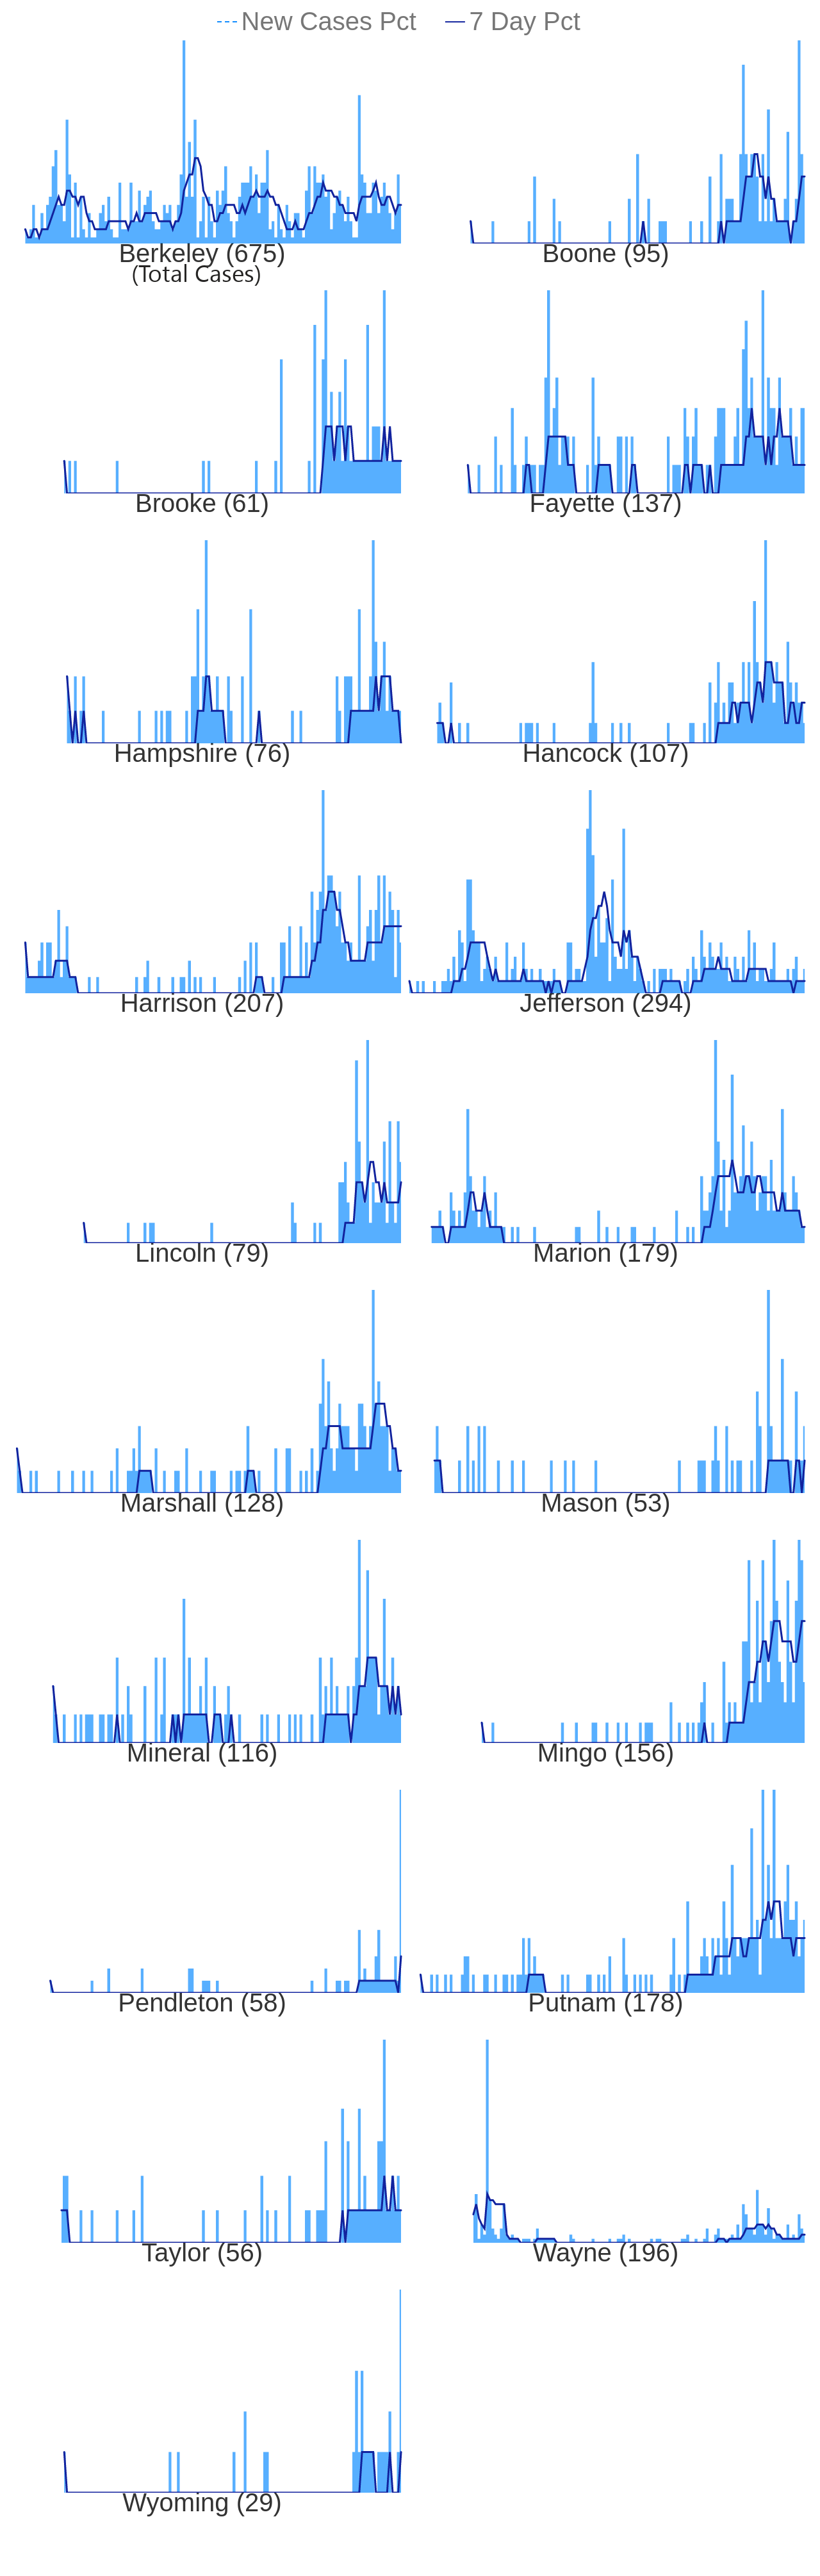 New Cases Pct 7 Day Pct
Berkeley (675) Boone (95)
(Total Cases)
Brooke (61) Fayette (137)
Hampshire (76) Hancock (107)
Harrison (207) Jefferson (294)
Lincoln (79) Marion (179)
Marshall (128) Mason (53)
Mineral (116) Mingo (156)
Pendleton (58) Putnam (178)
Taylor (56) Wayne (196)
Wyoming (29)